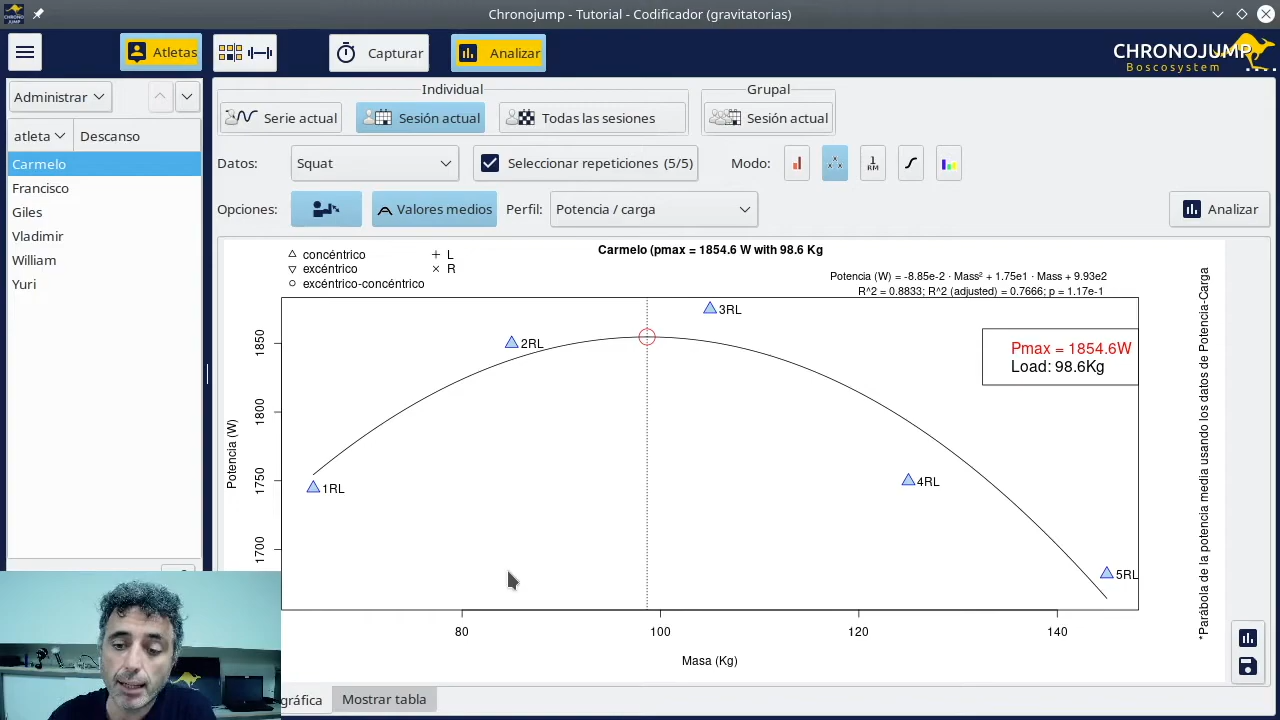 Chronojump - Tutorial - Codificador (gravitatorias)
Atletas
Capturar
Analizar
CHRONOJUMP
Boscosystem
Administrar
atleta Descanso
Carmelo
Francisco
Giles
Vladimir
William
Yuri
Individual
Grupal
Serie actual
Sesión actual
Todas las sesiones
Sesión actual
Datos:
Squat
Seleccionar repeticiones (5/5)
Modo:
1
RM
Opciones:
Valores medios
Perfil:
Potencia / carga
Analizar
concéntrico
excéntrico
excéntrico-concéntrico
L
R
Carmelo (pmax = 1854.6 W with 98.6 Kg
Potencia (W) = -8.85e-2 · Mass² + 1.75e1 · Mass + 9.93e2
R^2 = 0.8833; R^2 (adjusted) = 0.7666; p = 1.17e-1
Pmax = 1854.6W
Load: 98.6Kg
1RL
2RL
3RL
4RL
5RL
1850
1800
1750
1700
Potencia (W)
80 100 120 140
Masa (Kg)
*Parábola de la potencia media usando los datos de Potencia-Carga
gráfica
Mostrar tabla